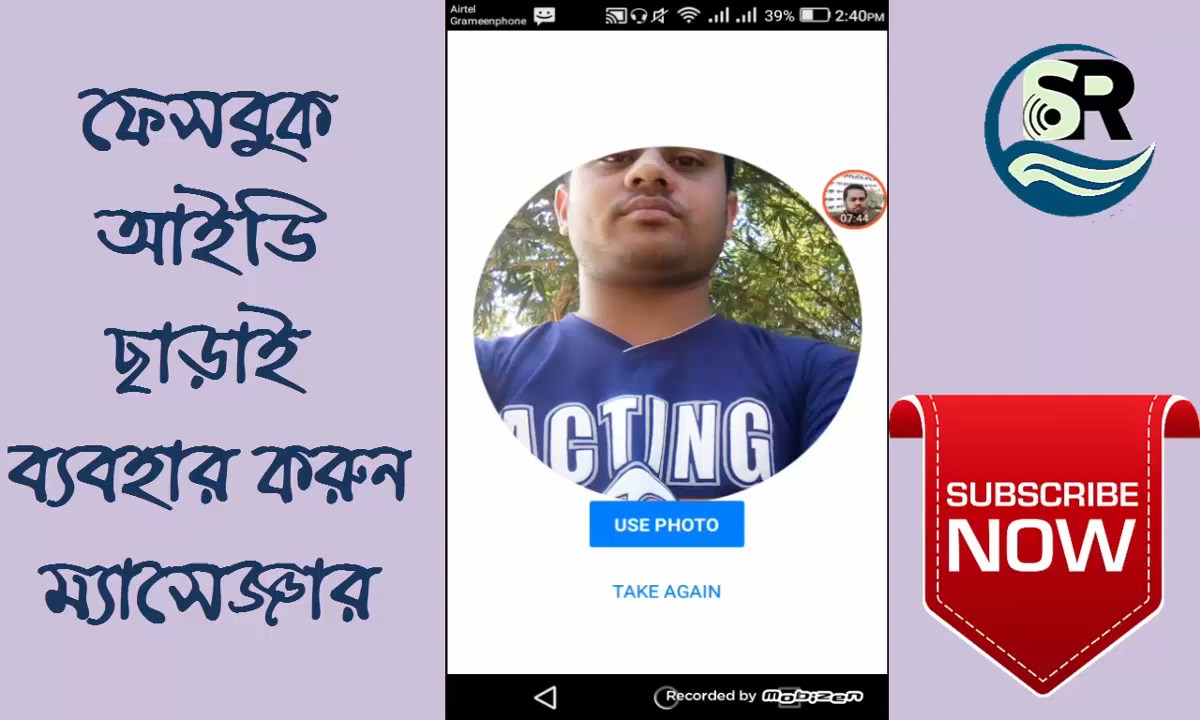 ফেসবুক
আইডি
ছাড়াই
ব্যবহার করুন
ম্যাসেঞ্জার
Airtel
Grameenphone
39% 2:40PM
07:44
ACTING
USE PHOTO
TAKE AGAIN
Recorded by mobizen
SR
SUBSCRIBE
NOW